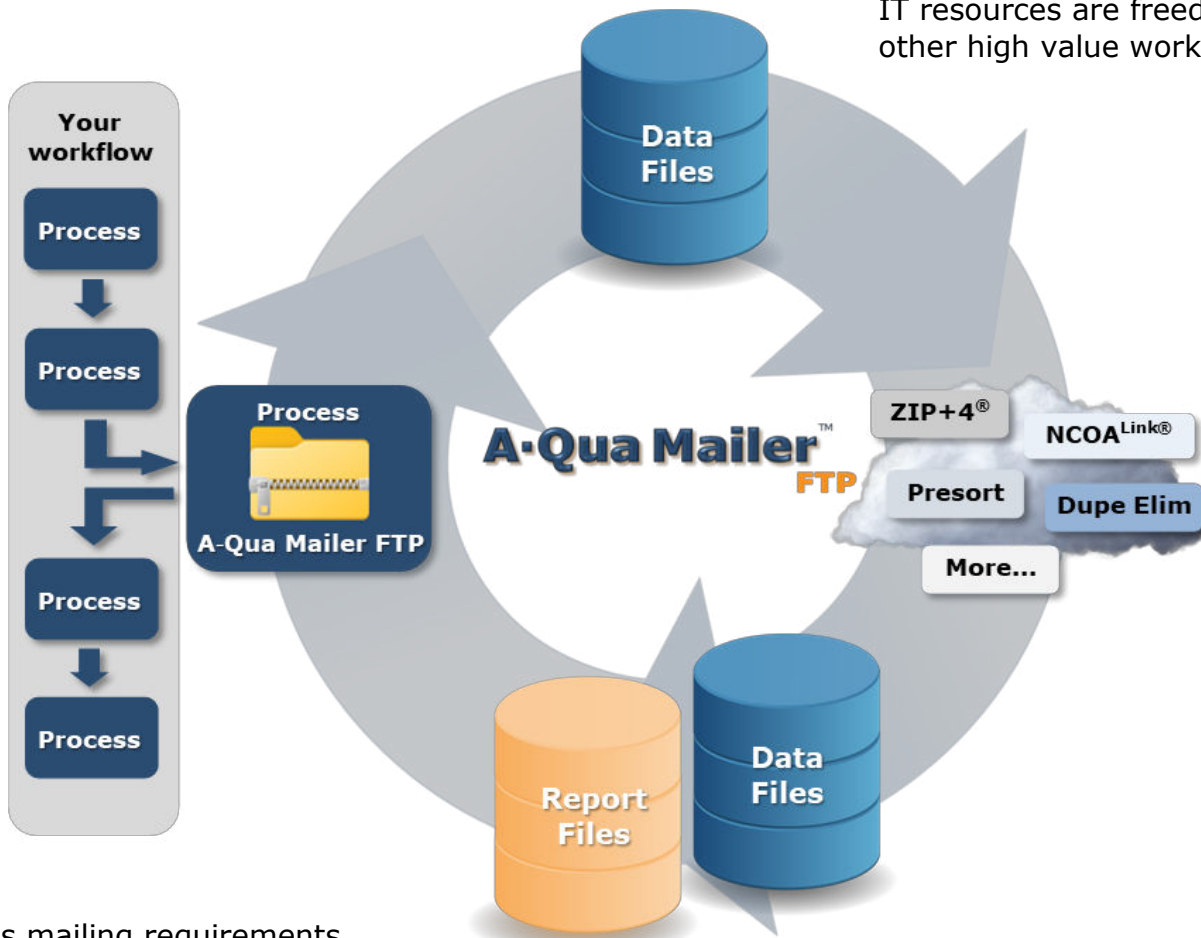 IT resources are freed
other high value work
Your
workflow
Process
Process
Process
Process
Process
A-Qua Mailer FTP
Data
Files
A·Qua Mailer™
FTP
ZIP+4®
NCOALink®
Presort
Dupe Elim
More...
Report
Files
Data
Files
s mailing requirements